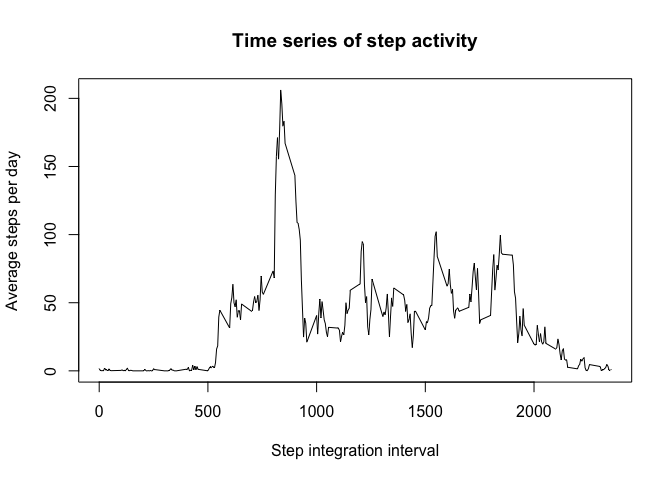 Time series of step activity
Average steps per day
200
150
100
50
0
0 500 1000 1500 2000
Step integration interval